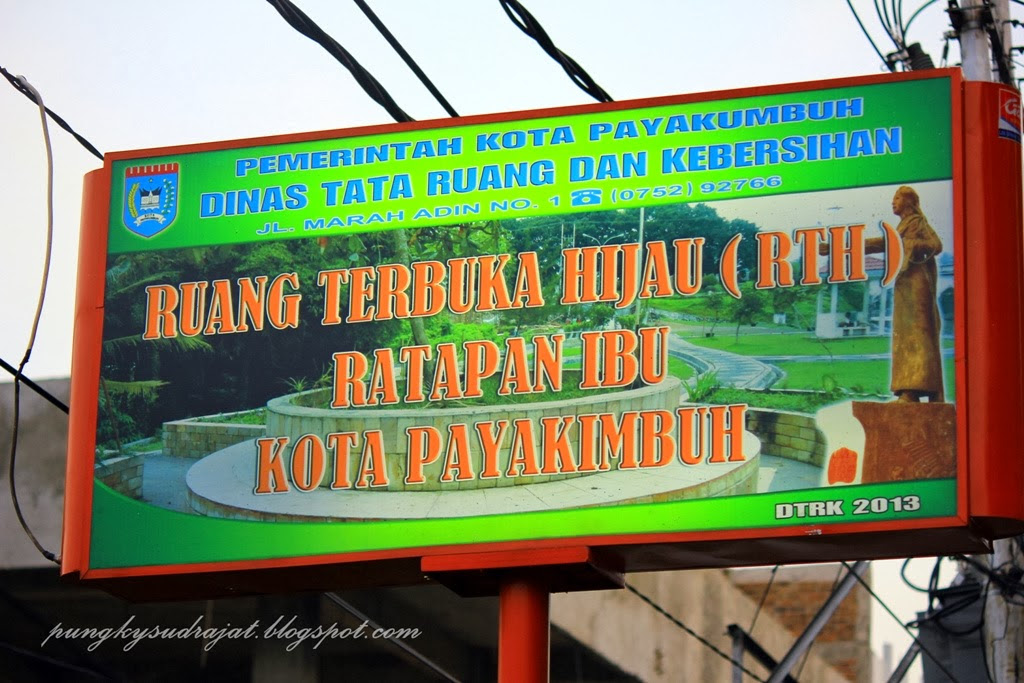 PEMERINTAH KOTA PAYAKUMBUH
DINAS TATA RUANG DAN KEBERSIHAN
JL. MARAH ADIN NO. 1 ☎ (0752) 92766
RUANG TERBUKA HIJAU ( RTH )
RATAPAN IBU
KOTA PAYAKIMBUH
DTRK 2013
pungkysudrajat.blogspot.com